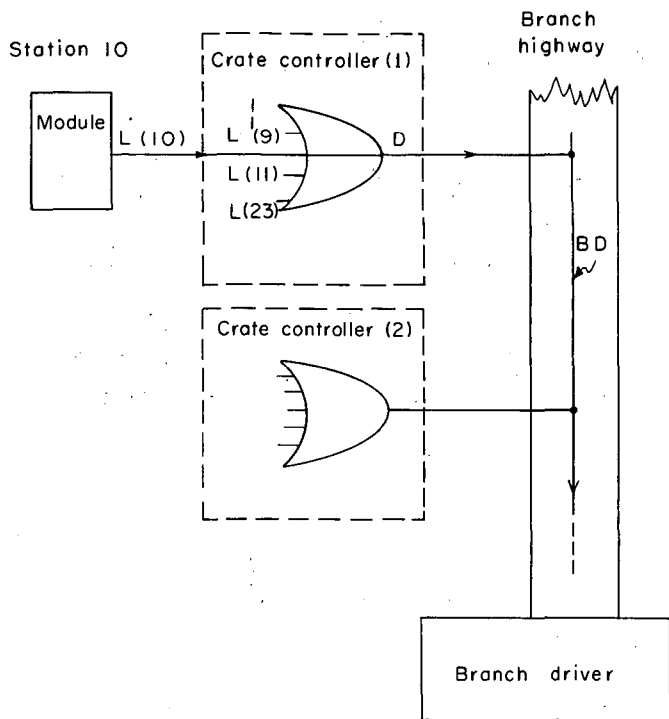 Branch
highway
Station 10
Crate controller (1)
Module
L (10)
L (9)
D
L (11)
L (23)
BD
Crate controller (2)
Branch driver